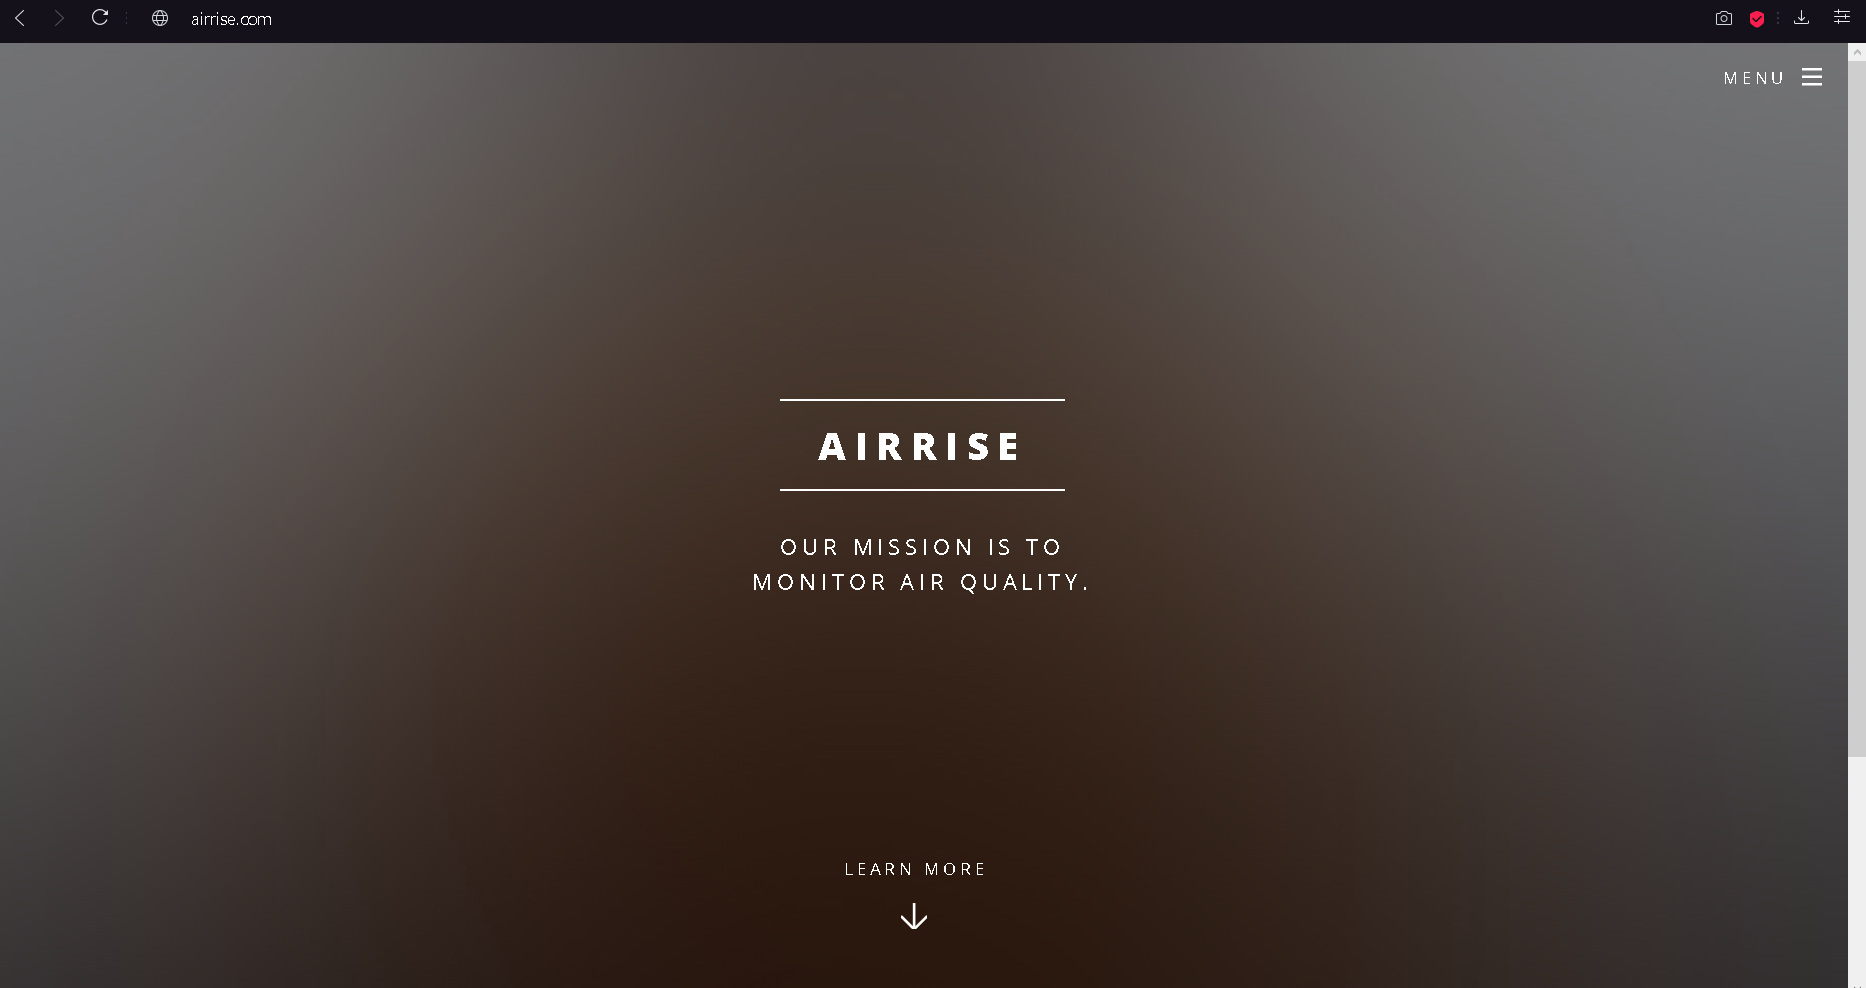 airrise.com
MENU
AIRRISE
OUR MISSION IS TO
MONITOR AIR QUALITY.
LEARN MORE